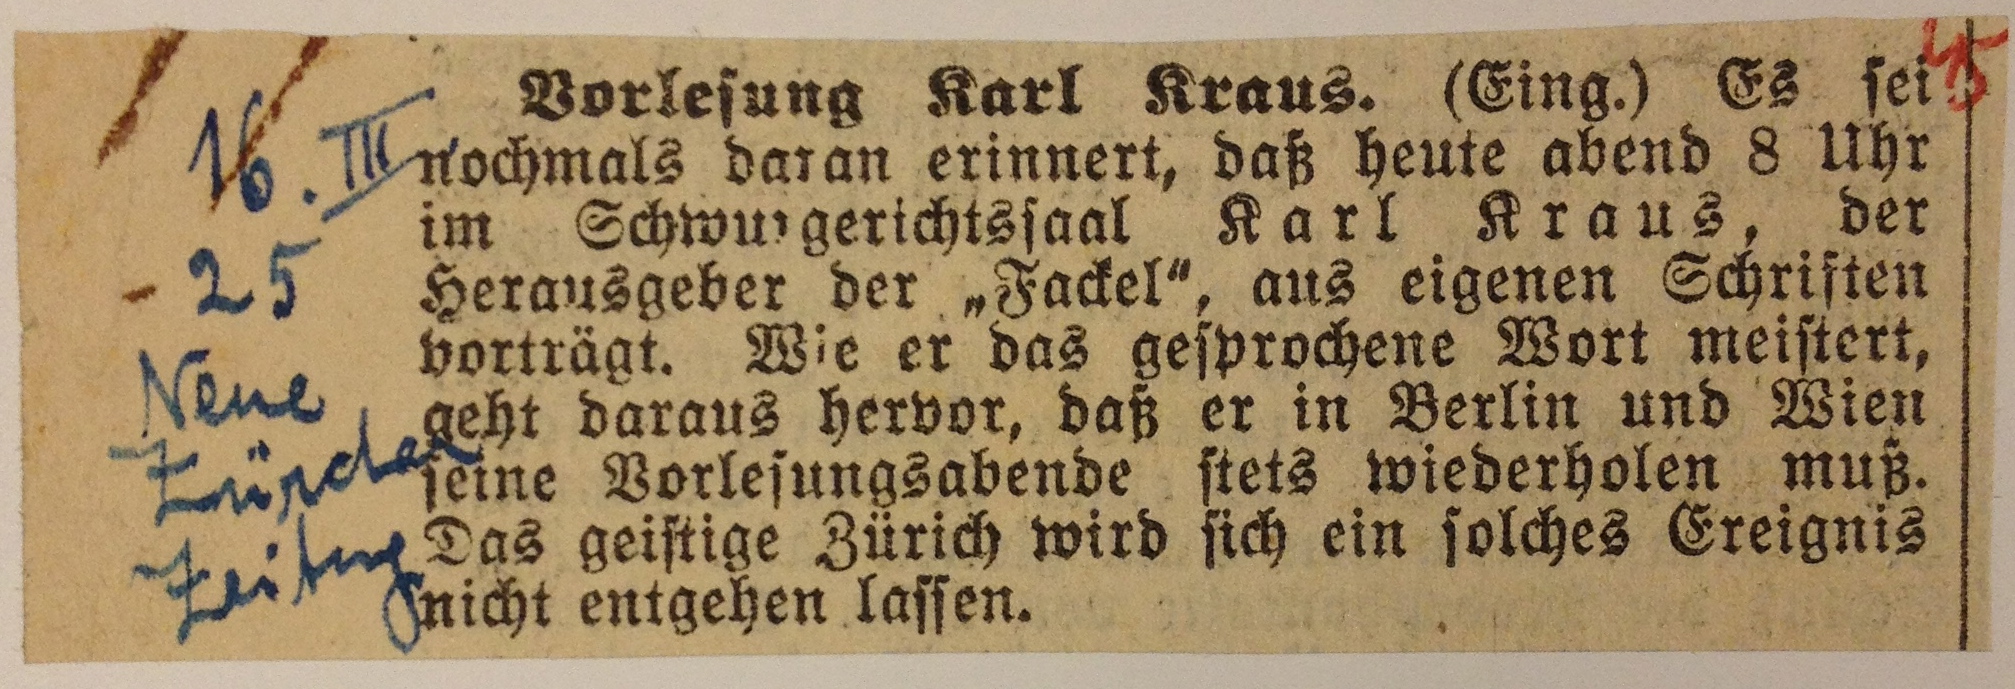 Vorlesung Karl Kraus. (Eing.) Es sei
nochmals daran erinnert, daß heute abend 8 Uhr
im Schwurgerichtssaal Karl Kraus, der
Herausgeber der „Fackel“, aus eigenen Schriften
vorträgt. Wie er das gesprochene Wort meistert,
geht daraus hervor, daß er in Berlin und Wien
seine Vorlesungsabende stets wiederholen muß.
Das geistige Zürich wird sich ein solches Ereignis
nicht entgehen lassen.
16. III
25
Neue
Zürcher
Zeitung
45